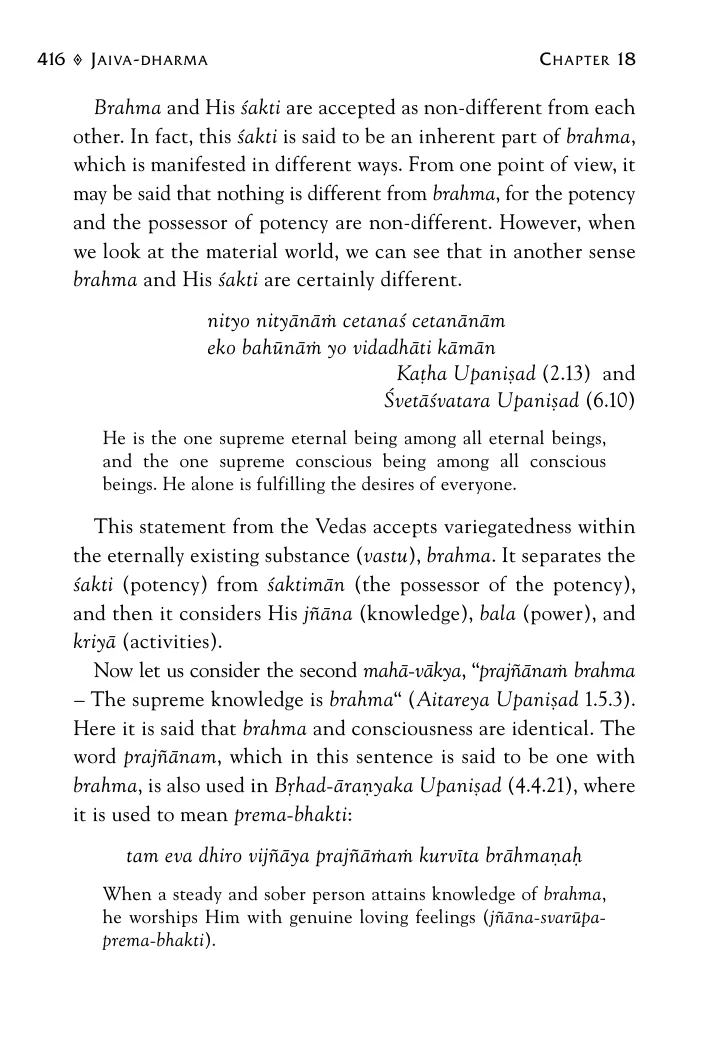 416 ◊ JAIVA-DHARMA CHAPTER 18
Brahma and His śakti are accepted as non-different from each
other. In fact, this śakti is said to be an inherent part of brahma,
which is manifested in different ways. From one point of view, it
may be said that nothing is different from brahma, for the potency
and the possessor of potency are non-different. However, when
we look at the material world, we can see that in another sense
brahma and His śakti are certainly different.
nityo nityānāṁ cetanaś cetanānām
eko bahūnāṁ yo vidadhāti kāmān
Kaṭha Upaniṣad (2.13) and
Śvetāśvatara Upaniṣad (6.10)
He is the one supreme eternal being among all eternal beings,
and the one supreme conscious being among all conscious
beings. He alone is fulfilling the desires of everyone.
This statement from the Vedas accepts variegatedness within
the eternally existing substance (vastu), brahma. It separates the
śakti (potency) from śaktimān (the possessor of the potency),
and then it considers His jñāna (knowledge), bala (power), and
kriyā (activities).
Now let us consider the second mahā-vākya, “prajñānaṁ brahma
– The supreme knowledge is brahma“ (Aitareya Upaniṣad 1.5.3).
Here it is said that brahma and consciousness are identical. The
word prajñānam, which in this sentence is said to be one with
brahma, is also used in Bṛhad-āraṇyaka Upaniṣad (4.4.21), where
it is used to mean prema-bhakti:
tam eva dhiro vijñāya prajñāṁaṁ kurvīta brāhmaṇaḥ
When a steady and sober person attains knowledge of brahma,
he worships Him with genuine loving feelings (jñāna-svarūpa-
prema-bhakti).